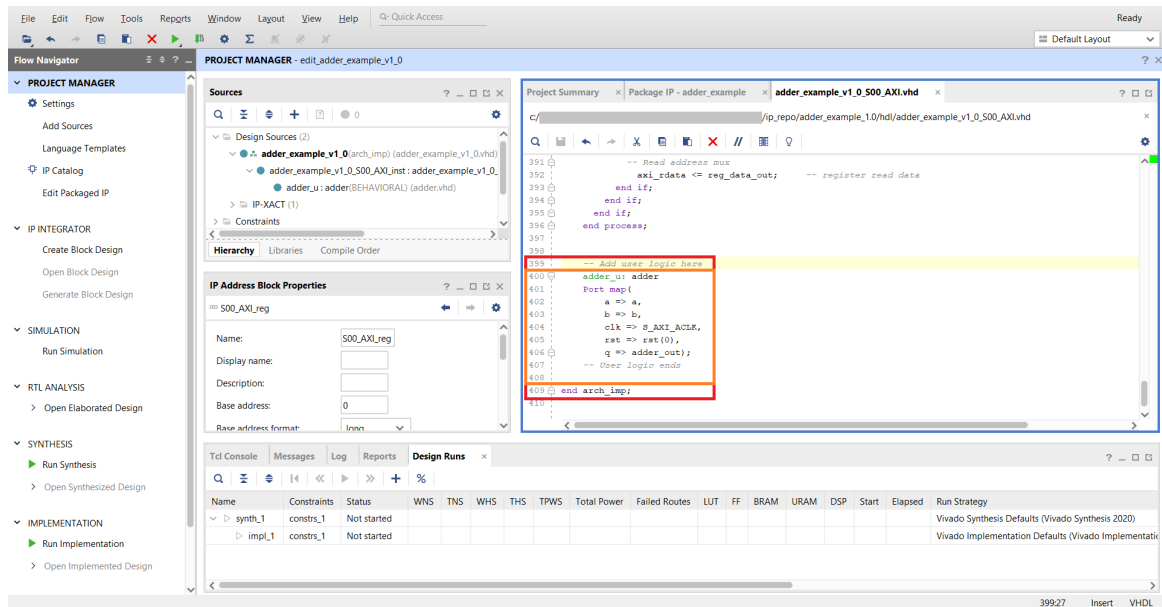 File Edit Flow Tools Reports Window Layout View Help Q- Quick Access Ready
Default Layout
Flow Navigator ? PROJECT MANAGER - edit_adder_example_v1_0 ?
PROJECT MANAGER
Settings
Add Sources
Language Templates
IP Catalog
Edit Packaged IP
IP INTEGRATOR
Create Block Design
Open Block Design
Generate Block Design
SIMULATION
Run Simulation
RTL ANALYSIS
Open Elaborated Design
SYNTHESIS
Run Synthesis
Open Synthesized Design
IMPLEMENTATION
Run Implementation
Open Implemented Design
Sources ?
0
Design Sources (2)
adder_example_v1_0(arch_imp) (adder_example_v1_0.vhd)
adder_example_v1_0_S00_AXI_inst : adder_example_v1_0_
adder_u : adder(BEHAVIORAL) (adder.vhd)
IP-XACT (1)
Constraints
Hierarchy Libraries Compile Order
IP Address Block Properties ?
S00_AXI_reg
Name: S00_AXI_reg
Display name:
Description:
Base address: 0
Base address format: long
Project Summary × Package IP - adder_example × adder_example_v1_0_S00_AXI.vhd × ?
c:/ /ip_repo/adder_example_1.0/hdl/adder_example_v1_0_S00_AXI.vhd ×
391 -- Read address mux
392 axi_rdata <= reg_data_out; -- register read data
393 end if;
394 end if;
395 end if;
396 end process;
397
398
399 -- Add user logic here
400 adder_u: adder
401 Port map(
402 a => a,
403 b => b,
404 clk => S_AXI_ACLK,
405 rst => rst(0),
406 q => adder_out);
407 -- User logic ends
408
409 end arch_imp;
410
Tcl Console Messages Log Reports Design Runs × ?
%
Name Constraints Status WNS TNS WHS THS TPWS Total Power Failed Routes LUT FF BRAM URAM DSP Start Elapsed Run Strategy
synth_1 constrs_1 Not started Vivado Synthesis Defaults (Vivado Synthesis 2020)
impl_1 constrs_1 Not started Vivado Implementation Defaults (Vivado Implementatio
399:27 Insert VHDL